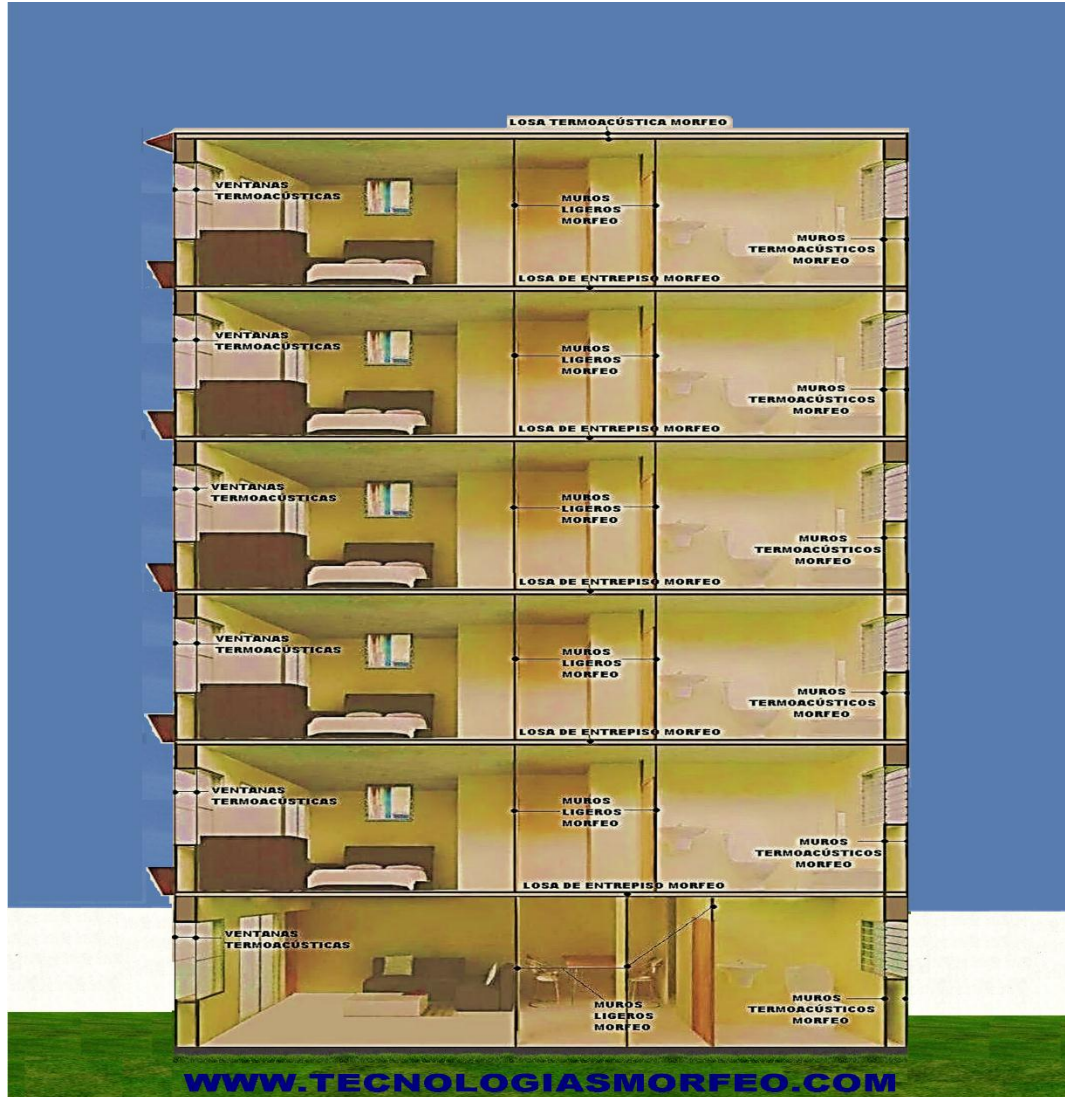 LOSA TERMOACÚSTICA MORFEO
VENTANAS
TERMOACÚSTICAS
MUROS
LIGEROS
MORFEO
MUROS
TERMOACÚSTICOS
MORFEO
LOSA DE ENTREPISO MORFEO
VENTANAS
TERMOACÚSTICAS
MUROS
LIGEROS
MORFEO
MUROS
TERMOACÚSTICOS
MORFEO
LOSA DE ENTREPISO MORFEO
VENTANAS
TERMOACÚSTICAS
MUROS
LIGEROS
MORFEO
MUROS
TERMOACÚSTICOS
MORFEO
LOSA DE ENTREPISO MORFEO
VENTANAS
TERMOACÚSTICAS
MUROS
LIGEROS
MORFEO
MUROS
TERMOACÚSTICOS
MORFEO
LOSA DE ENTREPISO MORFEO
VENTANAS
TERMOACÚSTICAS
MUROS
LIGEROS
MORFEO
MUROS
TERMOACÚSTICOS
MORFEO
LOSA DE ENTREPISO MORFEO
VENTANAS
TERMOACÚSTICAS
MUROS
LIGEROS
MORFEO
MUROS
TERMOACÚSTICOS
MORFEO
WWW.TECNOLOGIASMORFEO.COM